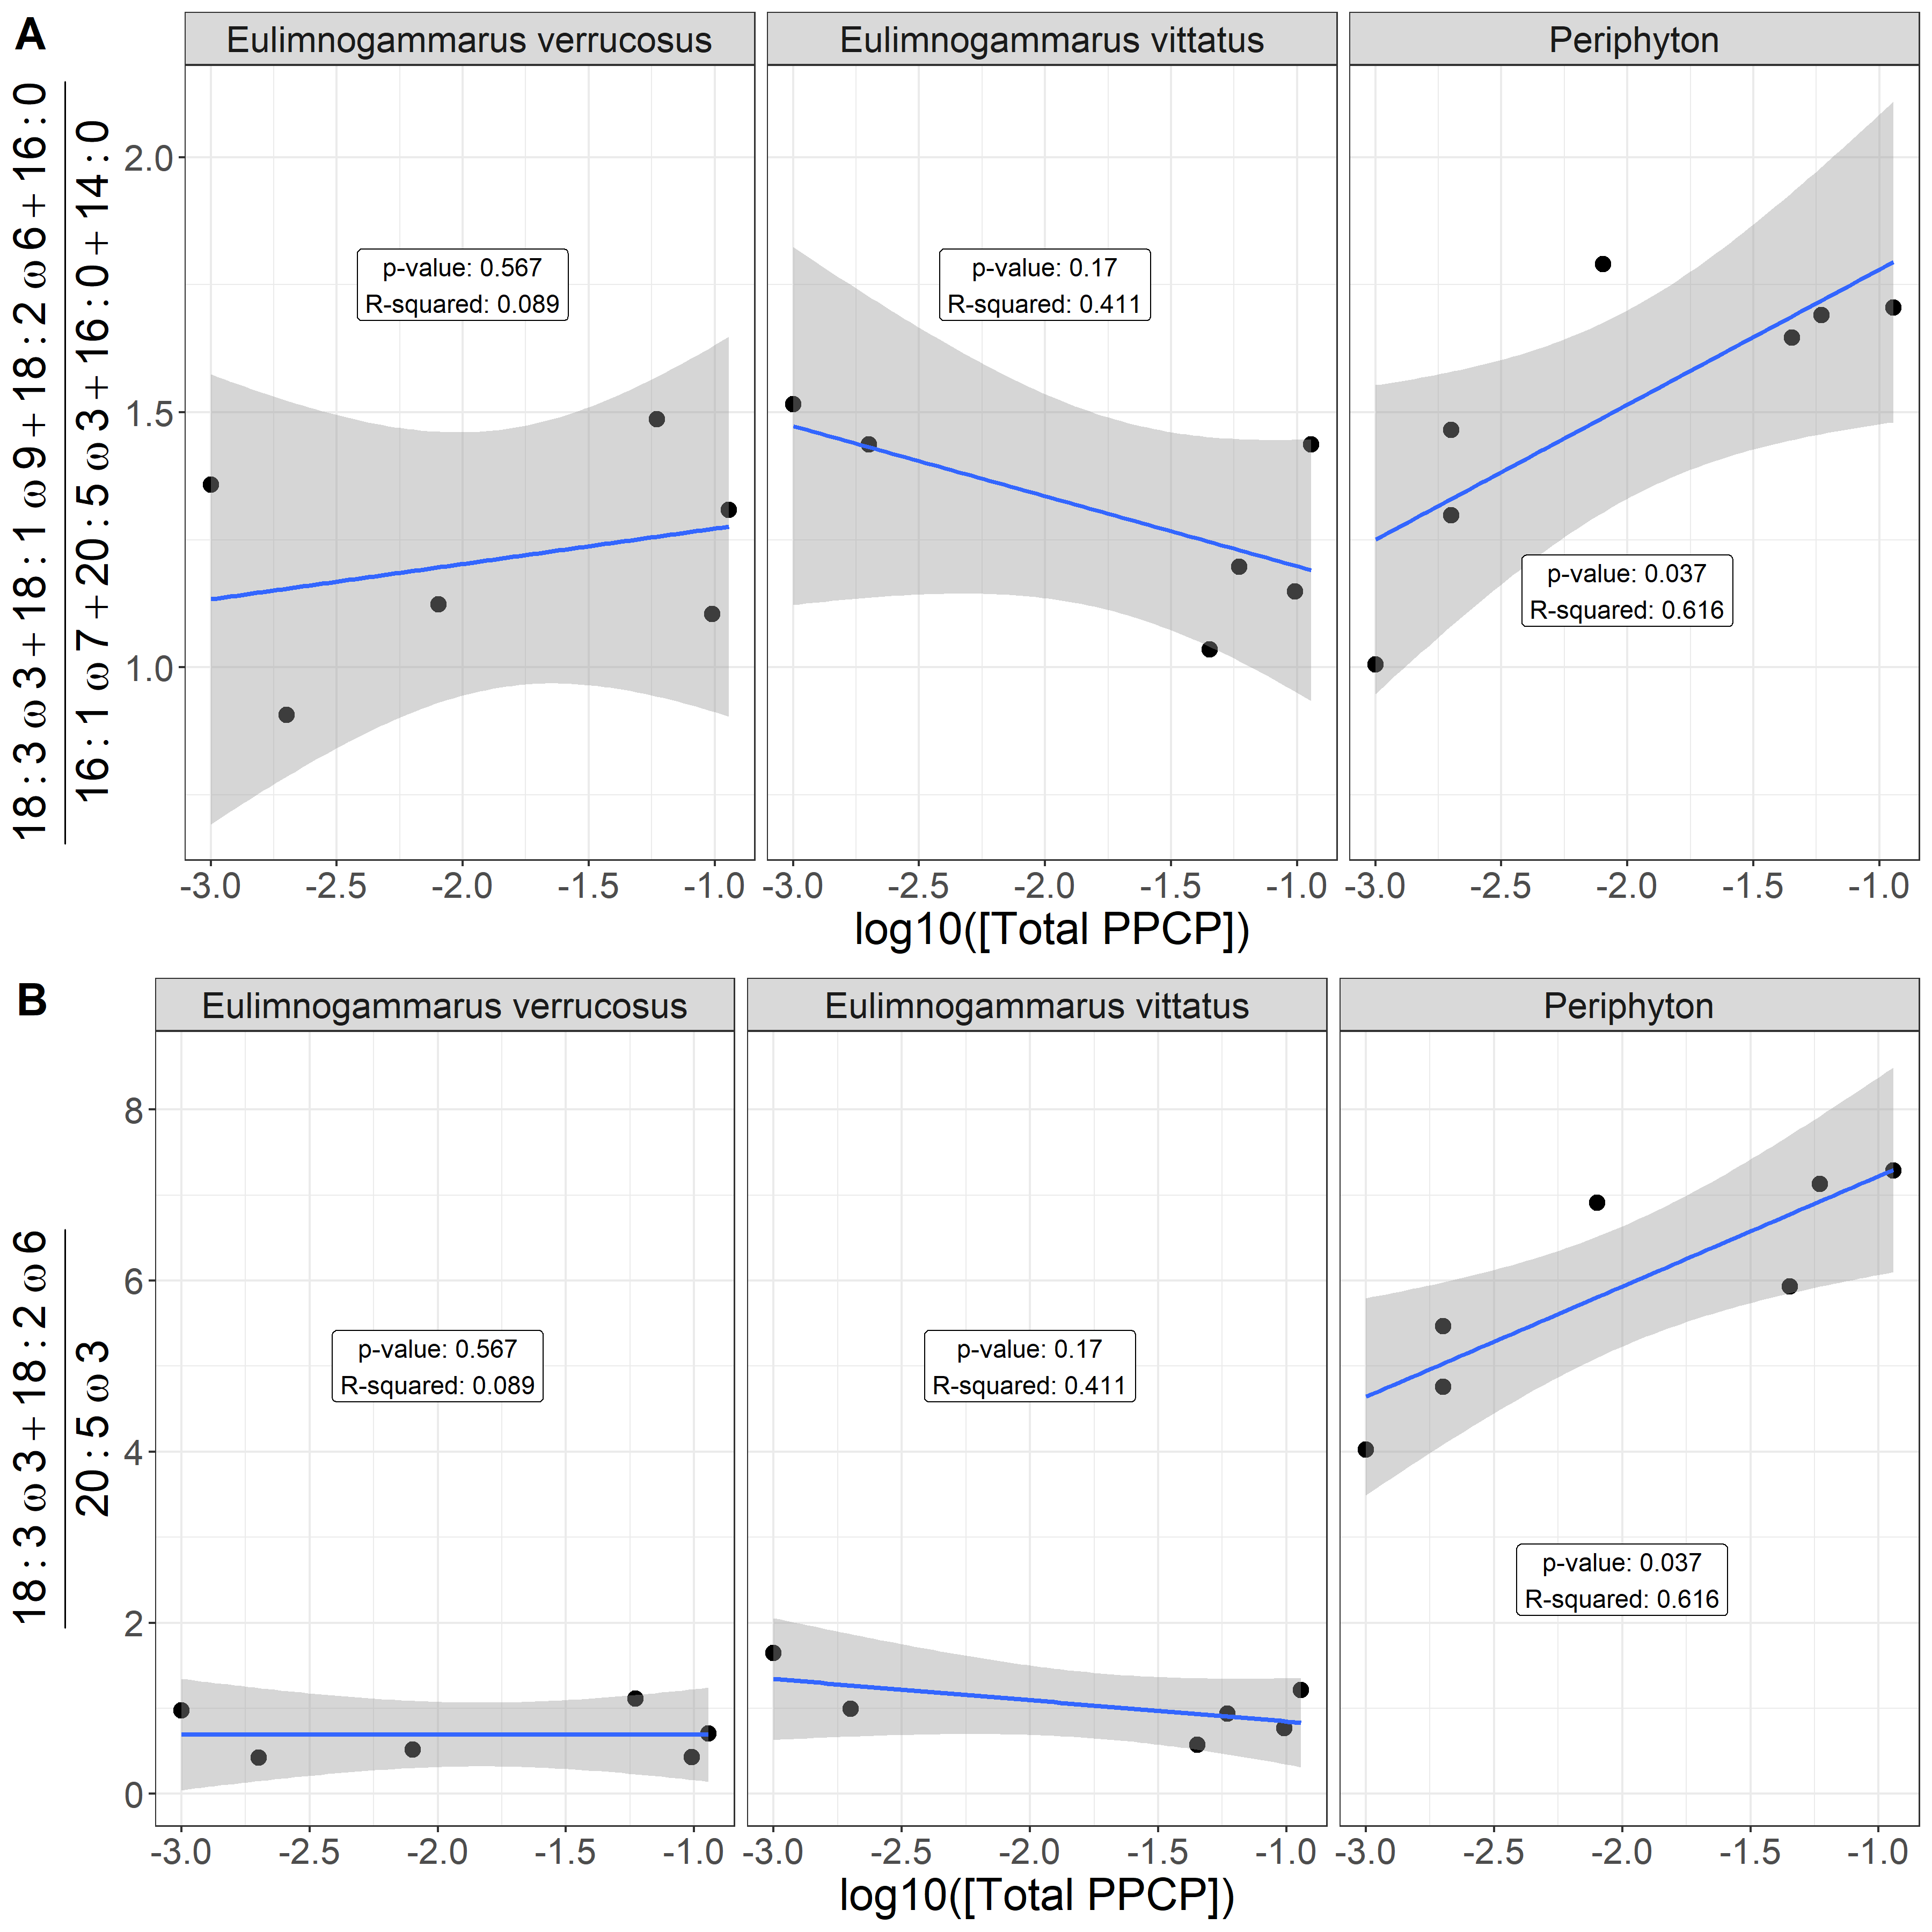 A
Eulimnogammarus verrucosus
Eulimnogammarus vittatus
Periphyton
18:3ω3+18:1ω9+18:2ω6+16:0
16:1ω7+20:5ω3+16:0+14:0
2.0
1.5
1.0
p-value: 0.567
R-squared: 0.089
p-value: 0.17
R-squared: 0.411
p-value: 0.037
R-squared: 0.616
-3.0 -2.5 -2.0 -1.5 -1.0
-3.0 -2.5 -2.0 -1.5 -1.0
-3.0 -2.5 -2.0 -1.5 -1.0
log10([Total PPCP])
B
Eulimnogammarus verrucosus
Eulimnogammarus vittatus
Periphyton
18:3ω3+18:2ω6
20:5ω3
8
6
4
2
0
p-value: 0.567
R-squared: 0.089
p-value: 0.17
R-squared: 0.411
p-value: 0.037
R-squared: 0.616
-3.0 -2.5 -2.0 -1.5 -1.0
-3.0 -2.5 -2.0 -1.5 -1.0
-3.0 -2.5 -2.0 -1.5 -1.0
log10([Total PPCP])